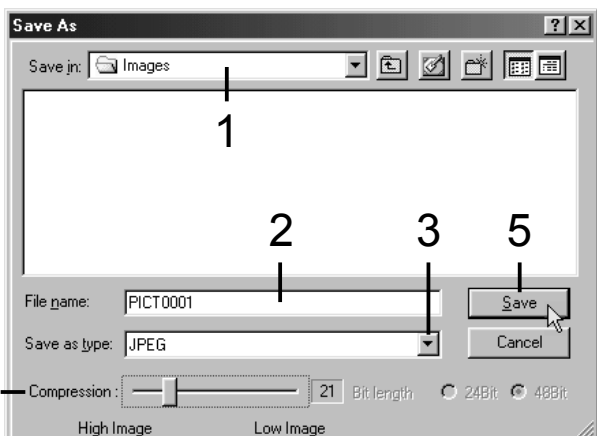 Save As
Save in: Images
1
2 3 5
File name: PICT0001 Save
Save as type: JPEG Cancel
Compression : 21 Bit length 24Bit 48Bit
High Image Low Image